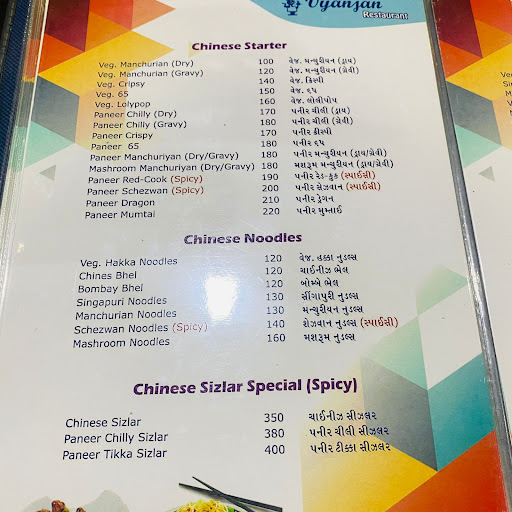 Vyanjan
Restaurant
Chinese Starter
Veg. Manchurian (Dry) 100 વેજ. મન્ચુરીયન (ડ્રાય)
Veg. Manchurian (Gravy) 120 વેજ. મન્ચુરીયન (ગ્રેવી)
Veg. Cripsy 140 વેજ. ક્રિસ્પી
Veg. 65 150 વેજ. ૬૫
Veg. Lolypop 160 વેજ. લોલીપોપ
Paneer Chilly (Dry) 170 પનીર ચીલી (ડ્રાય)
Paneer Chilly (Gravy) 180 પનીર ચીલી (ગ્રેવી)
Paneer Crispy 170 પનીર ક્રીસ્પી
Paneer 65 180 પનીર ૬૫
Paneer Manchuriyan (Dry/Gravy) 180 પનીર મન્ચુરીયન (ડ્રાય/ગ્રેવી)
Mashroom Manchuriyan (Dry/Gravy) 180 મશરૂમ મન્ચુરીયન (ડ્રાય/ગ્રેવી)
Paneer Red-Cook (Spicy) 190 પનીર રેડ-કુક (સ્પાઈસી)
Paneer Schezwan (Spicy) 200 પનીર સેઝવાન (સ્પાઈસી)
Paneer Dragon 210 પનીર ડ્રેગન
Paneer Mumtai 220 પનીર મુમ્તાઈ
Chinese Noodles
Veg. Hakka Noodles 120 વેજ. હક્કા નુડલ્સ
Chines Bhel 120 ચાઈનીઝ ભેલ
Bombay Bhel 120 બોમ્બે ભેલ
Singapuri Noodles 130 સીંગાપુરી નુડલ્સ
Manchurian Noodles 130 મન્ચુરીયન નુડલ્સ
Schezwan Noodles (Spicy) 140 શેઝવાન નુડલ્સ (સ્પાઈસી)
Mashroom Noodles 160 મશરૂમ નુડલ્સ
Chinese Sizlar Special (Spicy)
Chinese Sizlar 350 ચાઈનીઝ સીઝલર
Paneer Chilly Sizlar 380 પનીર ચીલી સીઝલર
Paneer Tikka Sizlar 400 પનીર ટીક્કા સીઝલર